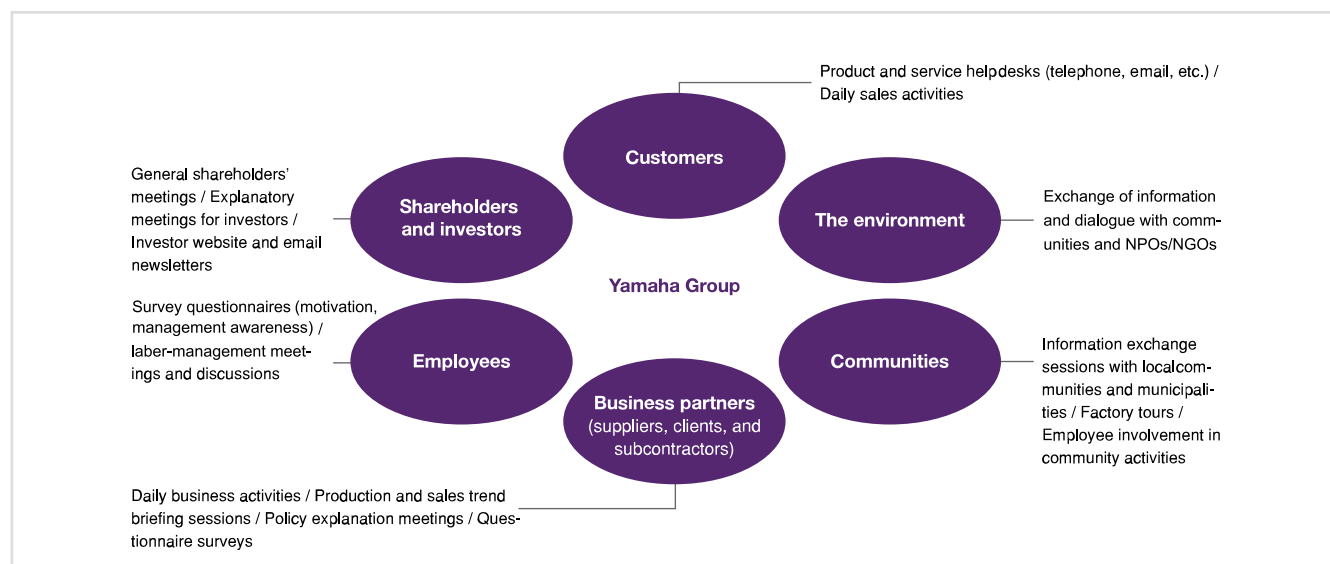 Product and service helpdesks (telephone, email, etc.) /
Daily sales activities
Customers
General shareholders'
meetings / Explanatory
meetings for investors /
Investor website and email
newsletters
Shareholders
and investors
The environment
Exchange of information
and dialogue with com-
munities and NPOs/NGOs
Yamaha Group
Survey questionnaires (motivation,
management awareness) /
laber-management meet-
ings and discussions
Employees
Communities
Information exchange
sessions with localcom-
munities and municipali-
ties / Factory tours /
Employee involvement in
community activities
Business partners
(suppliers, clients, and
subcontractors)
Daily business activities / Production and sales trend
briefing sessions / Policy explanation meetings / Ques-
tionnaire surveys